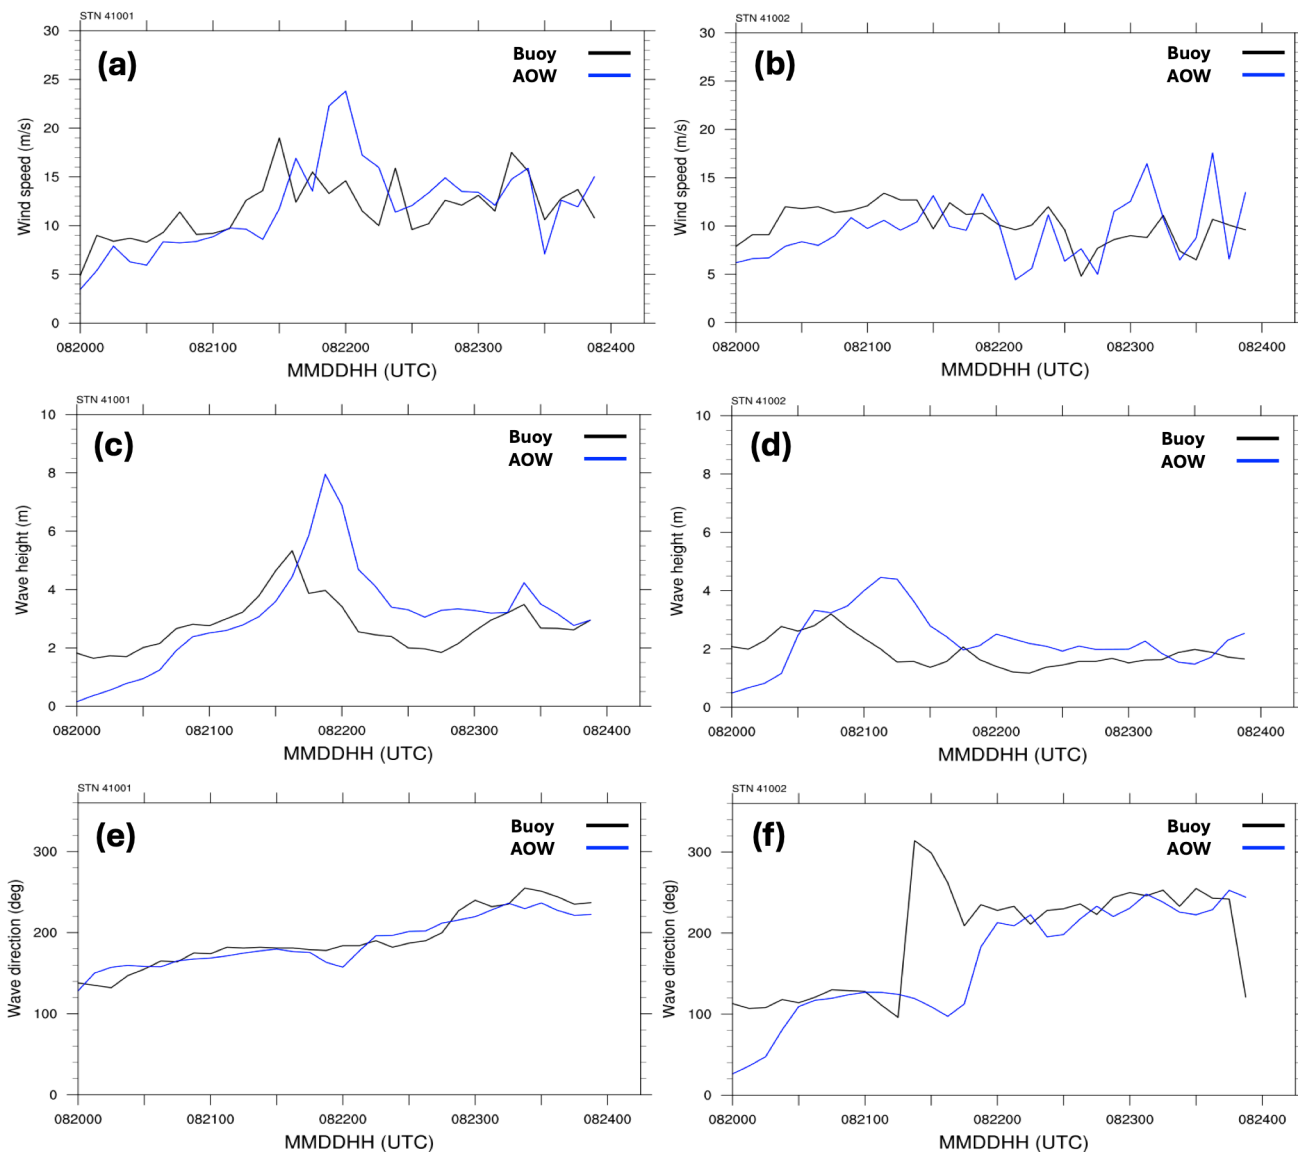 STN 41001
(a)
Buoy
AOW
Wind speed (m/s)
30
25
20
15
10
5
0
082000 082100 082200 082300 082400
MMDDHH (UTC)
STN 41002
(b)
Buoy
AOW
Wind speed (m/s)
30
25
20
15
10
5
0
082000 082100 082200 082300 082400
MMDDHH (UTC)
STN 41001
(c)
Buoy
AOW
Wave height (m)
10
8
6
4
2
0
082000 082100 082200 082300 082400
MMDDHH (UTC)
STN 41002
(d)
Buoy
AOW
Wave height (m)
10
8
6
4
2
0
082000 082100 082200 082300 082400
MMDDHH (UTC)
STN 41001
(e)
Buoy
AOW
Wave direction (deg)
300
200
100
0
082000 082100 082200 082300 082400
MMDDHH (UTC)
STN 41002
(f)
Buoy
AOW
Wave direction (deg)
300
200
100
0
082000 082100 082200 082300 082400
MMDDHH (UTC)